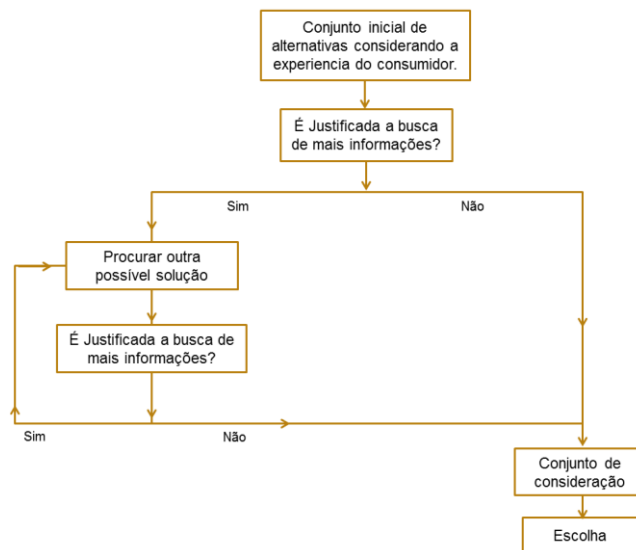 Conjunto inicial de
alternativas considerando a
experiencia do consumidor.
É Justificada a busca
de mais informações?
Sim
Não
Procurar outra
possível solução
É Justificada a busca de
mais informações?
Sim
Não
Conjunto de
consideração
Escolha